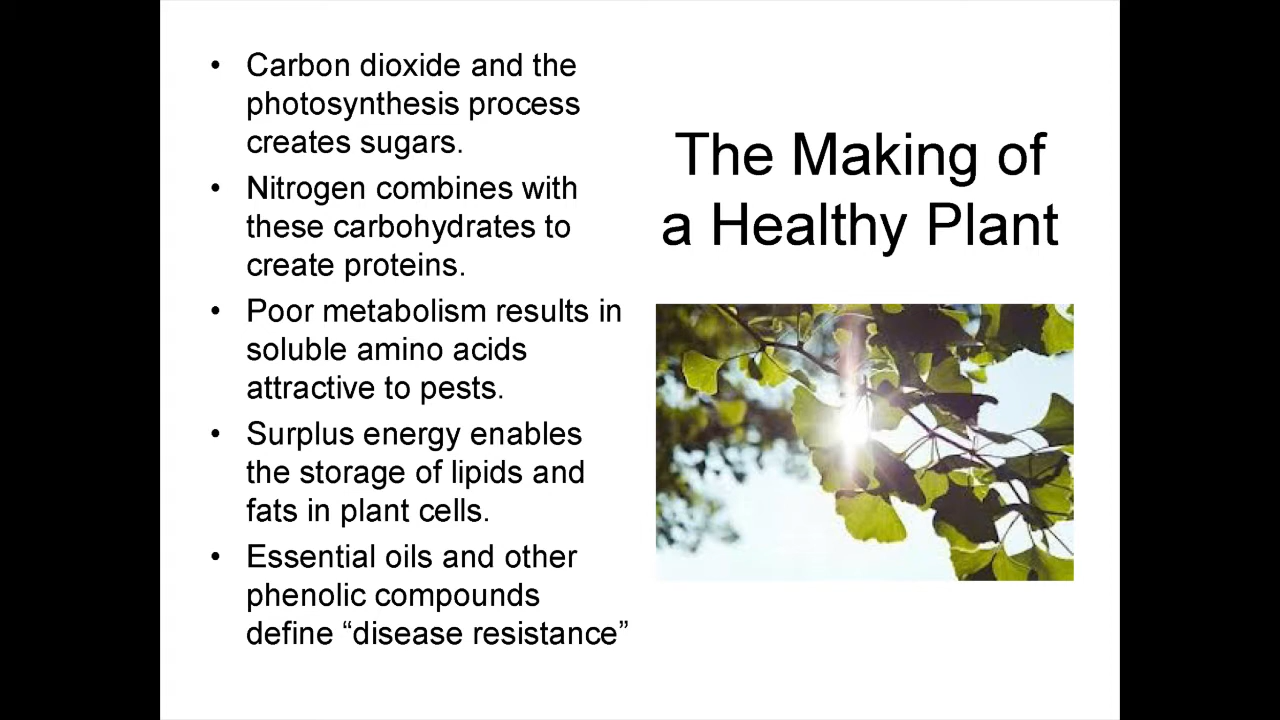 • Carbon dioxide and the
photosynthesis process
creates sugars.
• Nitrogen combines with
these carbohydrates to
create proteins.
• Poor metabolism results in
soluble amino acids
attractive to pests.
• Surplus energy enables
the storage of lipids and
fats in plant cells.
• Essential oils and other
phenolic compounds
define “disease resistance”
The Making of
a Healthy Plant